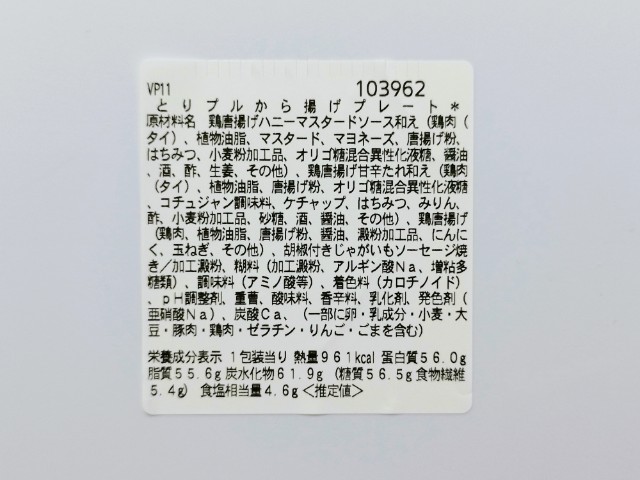 VP11
103962
とりプルから揚げプレート＊
原材料名 鶏唐揚げハニーマスタードソース和え（鶏肉（
タイ）、植物油脂、マスタード、マヨネーズ、唐揚げ粉、
はちみつ、小麦粉加工品、オリゴ糖混合異性化液糖、醤油
、酒、酢、生姜、その他）、鶏唐揚げ甘辛たれ和え（鶏肉
（タイ）、植物油脂、唐揚げ粉、オリゴ糖混合異性化液糖
、コチュジャン調味料、ケチャップ、はちみつ、みりん、
酢、小麦粉加工品、砂糖、酒、醤油、その他）、鶏唐揚げ
（鶏肉、植物油脂、唐揚げ粉、醤油、澱粉加工品、にんに
く、玉ねぎ、その他）、胡椒付きじゃがいもソーセージ焼
き／加工澱粉、糊料（加工澱粉、アルギン酸Ｎａ、増粘多
糖類）、調味料（アミノ酸等）、着色料（カロチノイド）
、ｐＨ調整剤、重曹、酸味料、香辛料、乳化剤、発色剤（
亜硝酸Ｎａ）、炭酸Ｃａ、（一部に卵・乳成分・小麦・大
豆・豚肉・鶏肉・ゼラチン・りんご・ごまを含む）
栄養成分表示 １包装当り 熱量９６１kcal 蛋白質５６.０g
脂質５５.６g 炭水化物６１.９g （糖質５６.５g 食物繊維
５.４g） 食塩相当量４.６g＜推定値＞